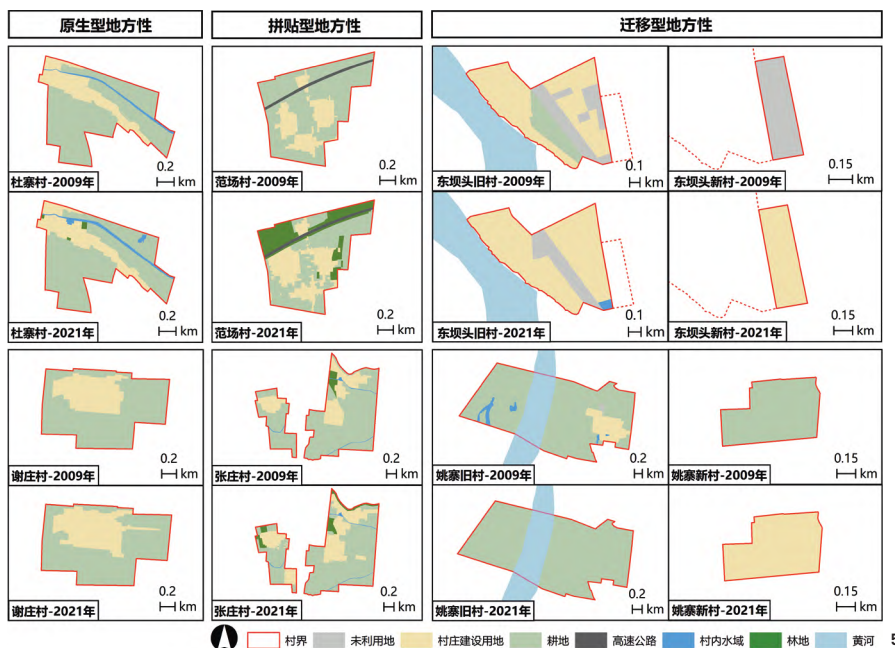 原生型地方性
拼贴型地方性
迁移型地方性
0.2
km
杜寨村-2009年
0.2
km
范场村-2009年
0.1
km
东坝头旧村-2009年
0.15
km
东坝头新村-2009年
0.2
km
杜寨村-2021年
0.2
km
范场村-2021年
0.1
km
东坝头旧村-2021年
0.15
km
东坝头新村-2021年
0.2
km
谢庄村-2009年
0.2
km
张庄村-2009年
0.2
km
姚寨旧村-2009年
0.15
km
姚寨新村-2009年
0.2
km
谢庄村-2021年
0.2
km
张庄村-2021年
0.2
km
姚寨旧村-2021年
0.15
km
姚寨新村-2021年
村界 未利用地 村庄建设用地 耕地 高速公路 村内水域 林地 黄河 5